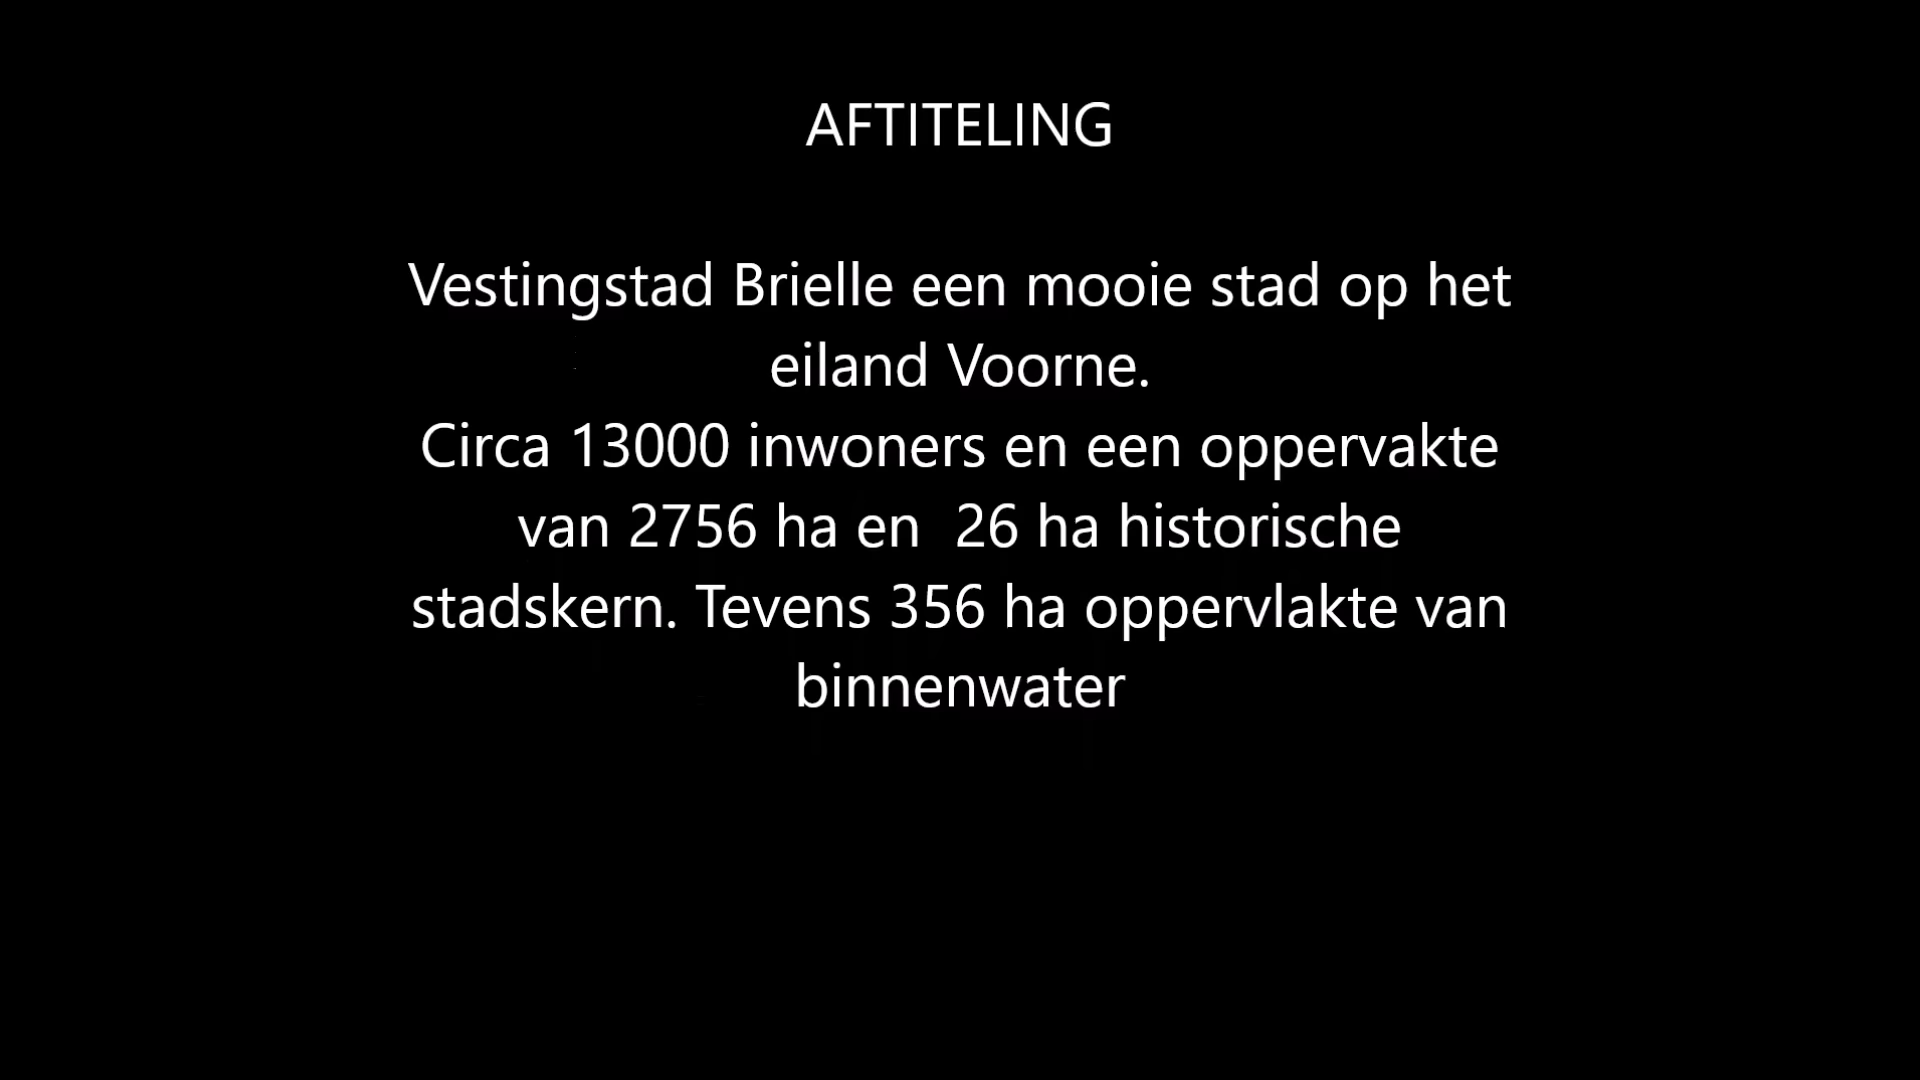 AFTITELING
Vestingstad Brielle een mooie stad op het
eiland Voorne.
Circa 13000 inwoners en een oppervakte
van 2756 ha en  26 ha historische
stadskern. Tevens 356 ha oppervlakte van
binnenwater